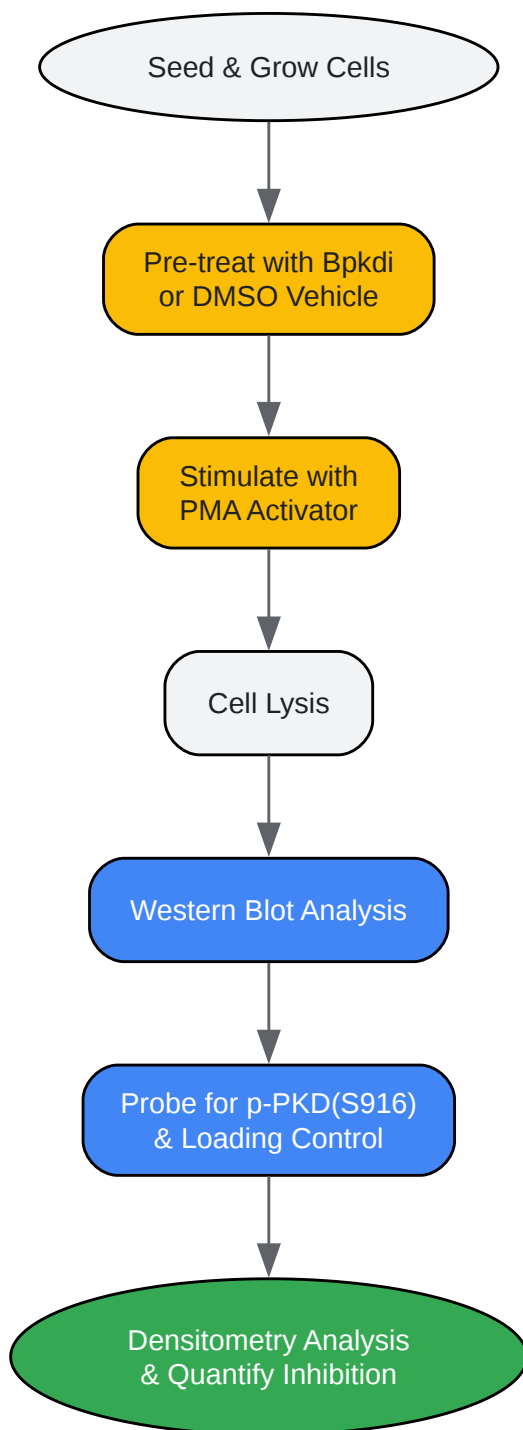 Seed & Grow Cells
Pre-treat with Bpkdi
or DMSO Vehicle
Stimulate with
PMA Activator
Cell Lysis
Western Blot Analysis
Probe for p-PKD(S916)
& Loading Control
Densitometry Analysis
& Quantify Inhibition